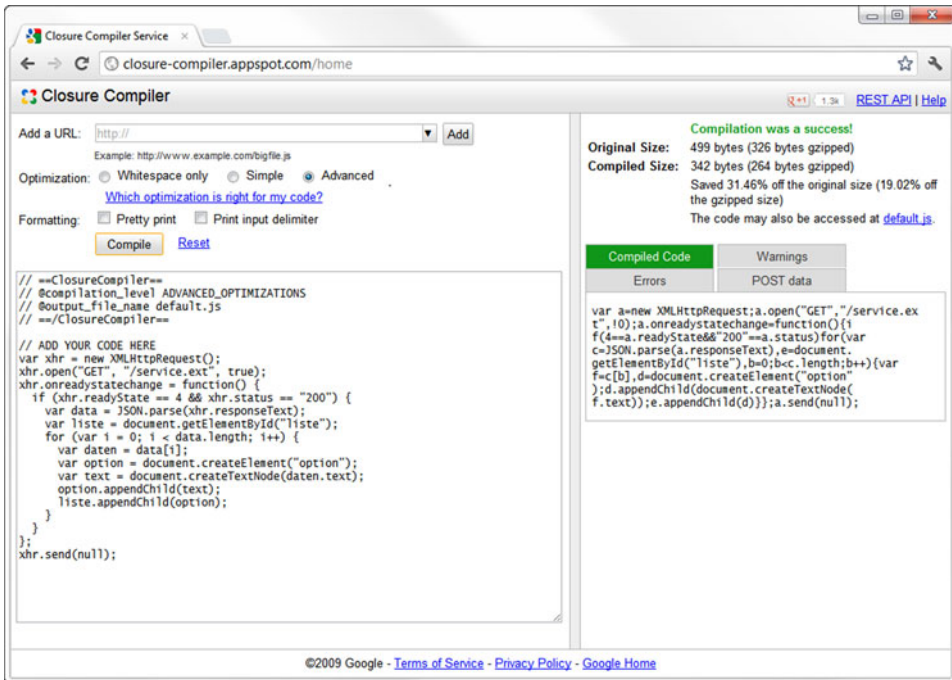 Closure Compiler Service
closure-compiler.appspot.com/home
Closure Compiler
+1 1.3k REST API | Help
Add a URL: http:// Add
Example: http://www.example.com/bigfile.js
Optimization: Whitespace only Simple Advanced
Which optimization is right for my code?
Formatting: Pretty print Print input delimiter
Compile Reset
// ==ClosureCompiler==
// @compilation_level ADVANCED_OPTIMIZATIONS
// @output_file_name default.js
// ==/ClosureCompiler==
// ADD YOUR CODE HERE
var xhr = new XMLHttpRequest();
xhr.open("GET", "/service.ext", true);
xhr.onreadystatechange = function() {
if (xhr.readyState == 4 && xhr.status == "200") {
var data = JSON.parse(xhr.responseText);
var liste = document.getElementById("liste");
for (var i = 0; i < data.length; i++) {
var daten = data[i];
var option = document.createElement("option");
var text = document.createTextNode(daten.text);
option.appendChild(text);
liste.appendChild(option);
}
}
};
xhr.send(null);
Compilation was a success!
Original Size: 499 bytes (326 bytes gzipped)
Compiled Size: 342 bytes (264 bytes gzipped)
Saved 31.46% off the original size (19.02% off
the gzipped size)
The code may also be accessed at default.js.
Compiled Code Warnings
Errors POST data
var a=new XMLHttpRequest;a.open("GET","/service.ex
t",!0);a.onreadystatechange=function(){i
f(4==a.readyState&&"200"==a.status)for(var
c=JSON.parse(a.responseText),e=document.
getElementById("liste"),b=0;b<c.length;b++){var
f=c[b],d=document.createElement("option"
);d.appendChild(document.createTextNode(
f.text));e.appendChild(d)}};a.send(null);
©2009 Google - Terms of Service - Privacy Policy - Google Home